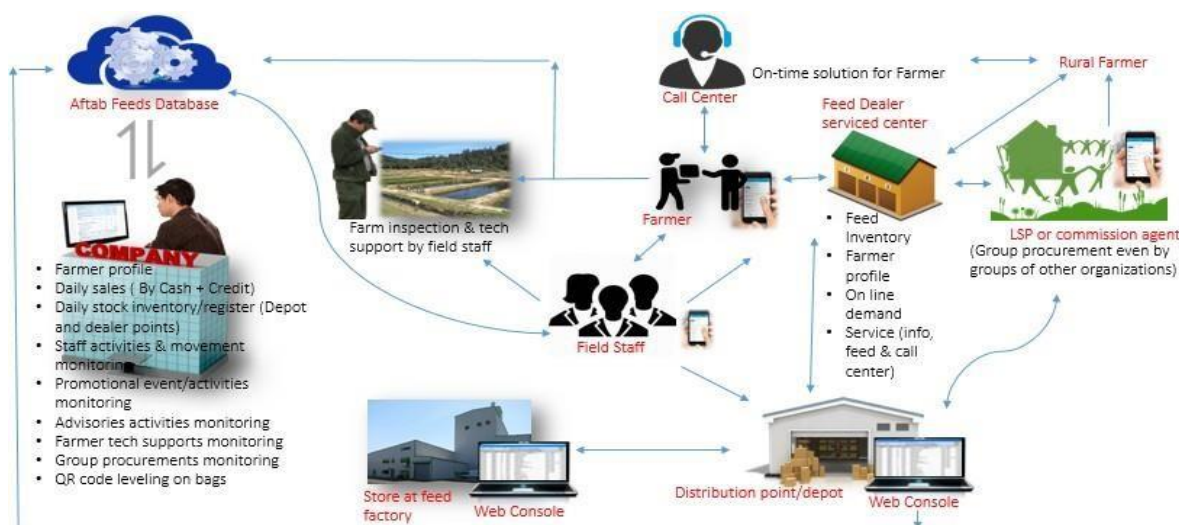 On-time solution for Farmer
Call Center
Rural Farmer
Aftab Feeds Database
Feed Dealer
serviced center
Farm inspection & tech
support by field staff
Farmer
LSP or commission agent
(Group procurement even by
groups of other organizations)
COMPANY
• Farmer profile
• Daily sales ( By Cash + Credit)
• Daily stock inventory/register (Depot
and dealer points)
• Staff activities & movement
monitoring
• Promotional event/activities
monitoring
• Advisories activities monitoring
• Farmer tech supports monitoring
• Group procurements monitoring
• QR code leveling on bags
• Feed
Inventory
• Farmer
profile
• On line
demand
• Service (info,
feed & call
center)
Field Staff
Store at feed
factory
Web Console
Distribution point/depot
Web Console